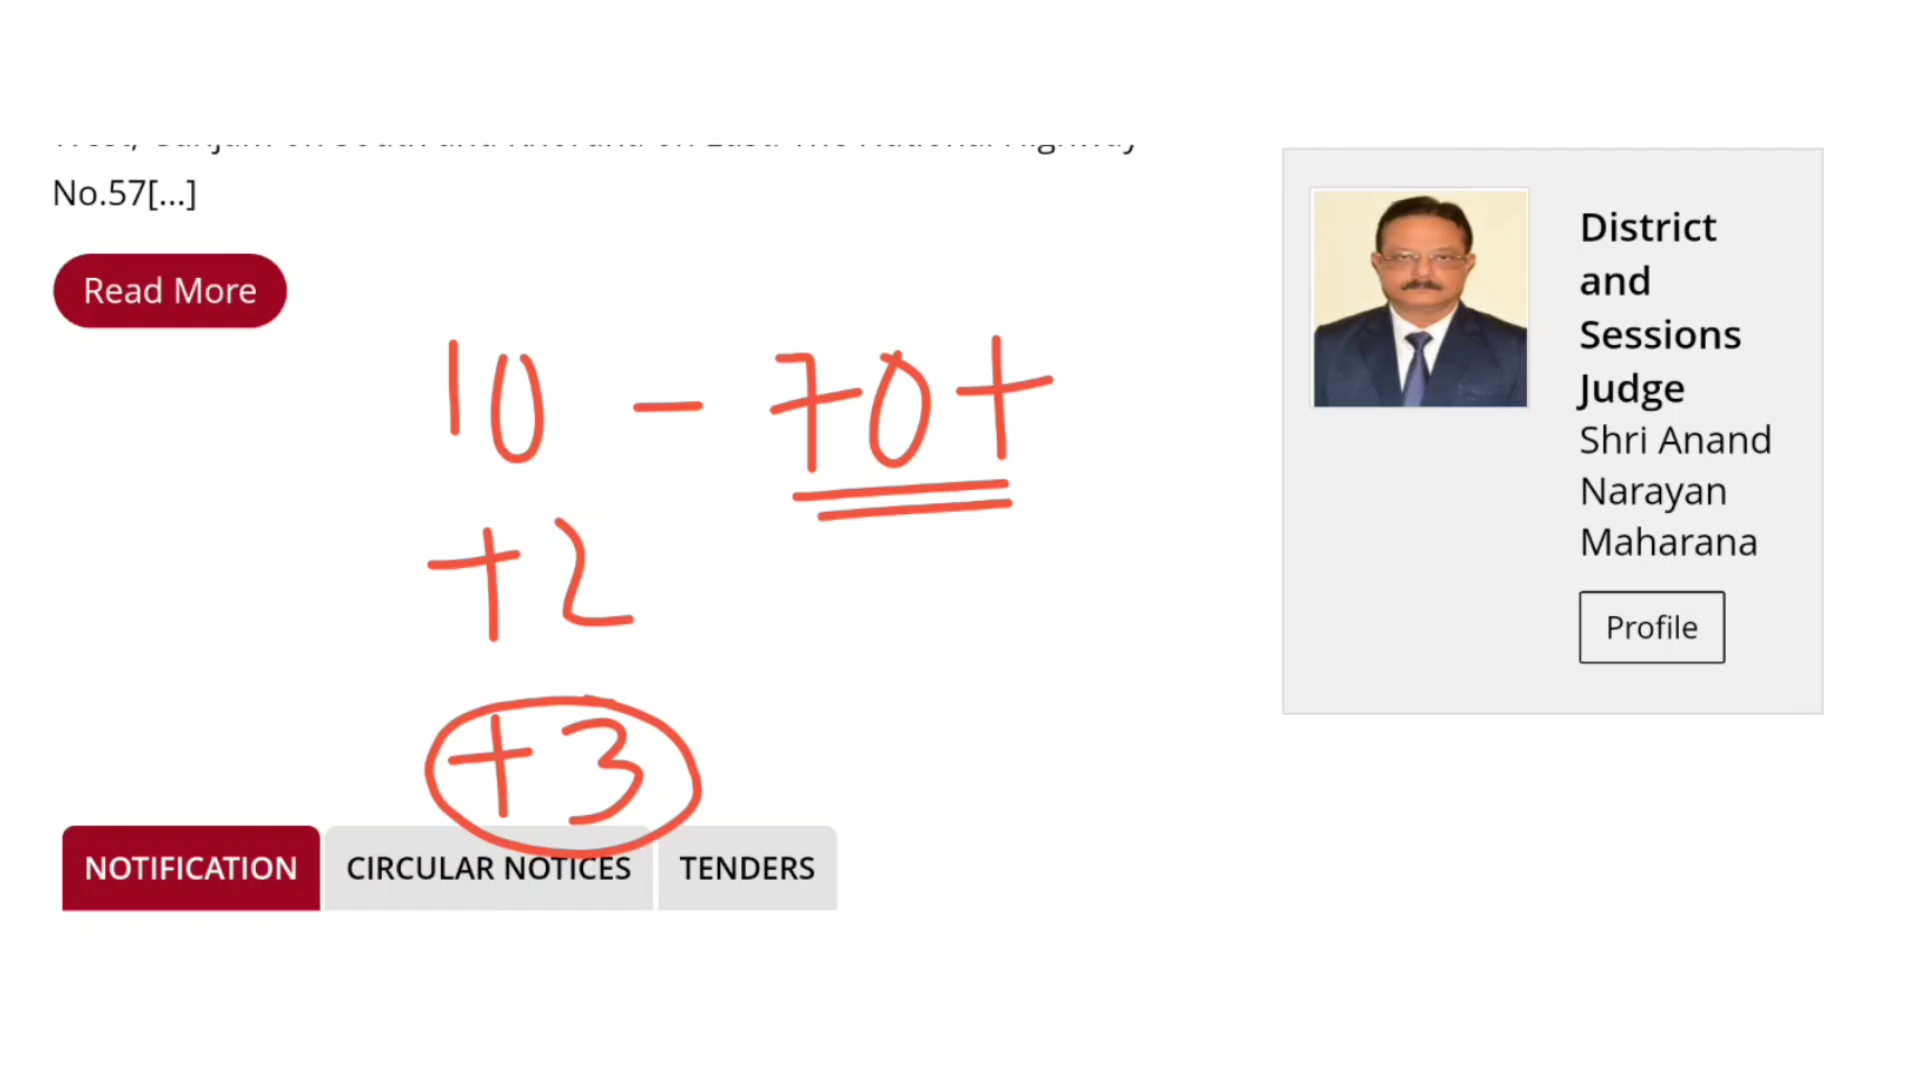 No.57[...]
Read More
10 - 70+
+2
+3
NOTIFICATION
CIRCULAR NOTICES
TENDERS
District
and
Sessions
Judge
Shri Anand
Narayan
Maharana
Profile